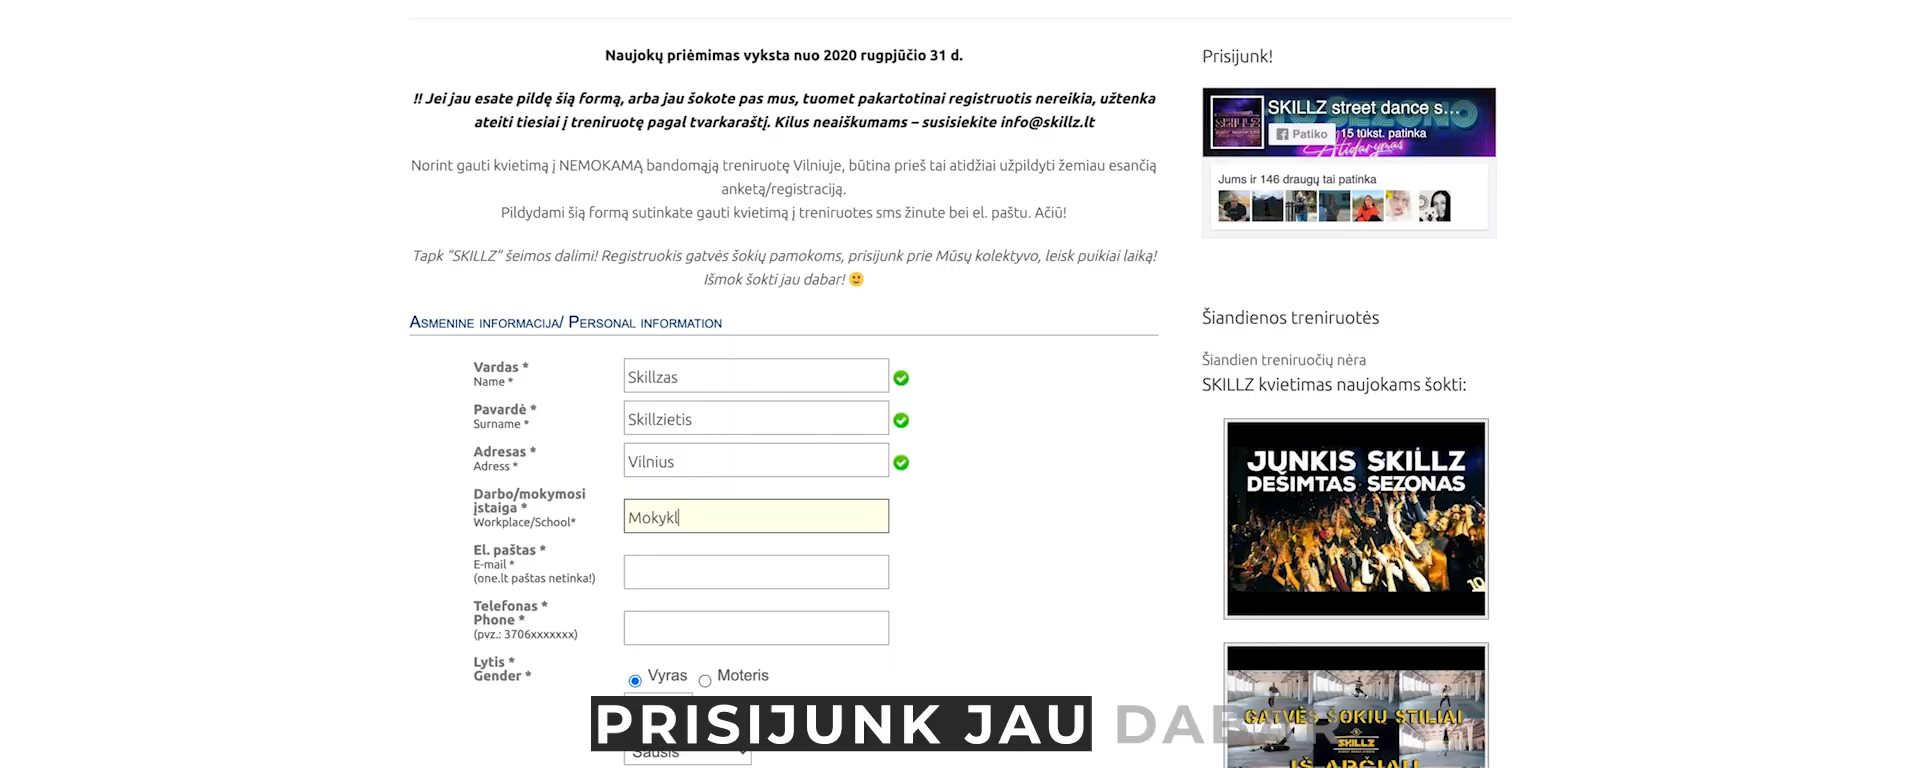 Naujokų priėmimas vyksta nuo 2020 rugpjūčio 31 d.
!! Jei jau esate pildę šią formą, arba jau šokote pas mus, tuomet pakartotinai registruotis nereikia, užtenka
ateiti tiesiai į treniruotę pagal tvarkaraštį. Kilus neaiškumams – susisiekite info@skillz.lt
Norint gauti kvietimą į NEMOKAMĄ bandomąją treniruotę Vilniuje, būtina prieš tai atidžiai užpildyti žemiau esančią
anketą/registraciją.
Pildydami šią formą sutinkate gauti kvietimą į treniruotes sms žinute bei el. paštu. Ačiū!
Tapk “SKILLZ” šeimos dalimi! Registruokis gatvės šokių pamokoms, prisijunk prie Mūsų kolektyvo, leisk puikiai laiką!
Išmok šokti jau dabar! 🙂
Asmenine informacija/ Personal information
Vardas *
Name *
Skillzas
Pavardė *
Surname *
Skillzietis
Adresas *
Adress *
Vilnius
Darbo/mokymosi
įstaiga *
Workplace/School*
Mokykl
El. paštas *
E-mail *
(one.lt paštas netinka!)
Telefonas *
Phone *
(pvz.: 3706xxxxxxx)
Lytis *
Gender *
Vyras Moteris
Sausis
PRISIJUNK JAU DABAR
Prisijunk!
SKILLZ street dance s...
Patiko
15 tūkst. patinka
Atidarymas
Jums ir 146 draugų tai patinka
Šiandienos treniruotės
Šiandien treniruočių nėra
SKILLZ kvietimas naujokams šokti:
JUNKIS SKILLZ
DEŠIMTAS SEZONAS
10
GATVĖS ŠOKIŲ STILIAI
SKILLZ
IŠ ARČIAU